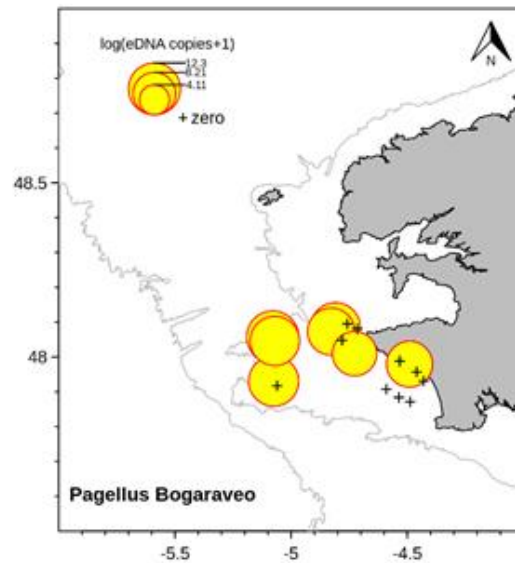 log(eDNA copies+1)
12.3
8.21
4.11
+ zero
N
48.5
48
Pagellus Bogaraveo
-5.5
-5
-4.5